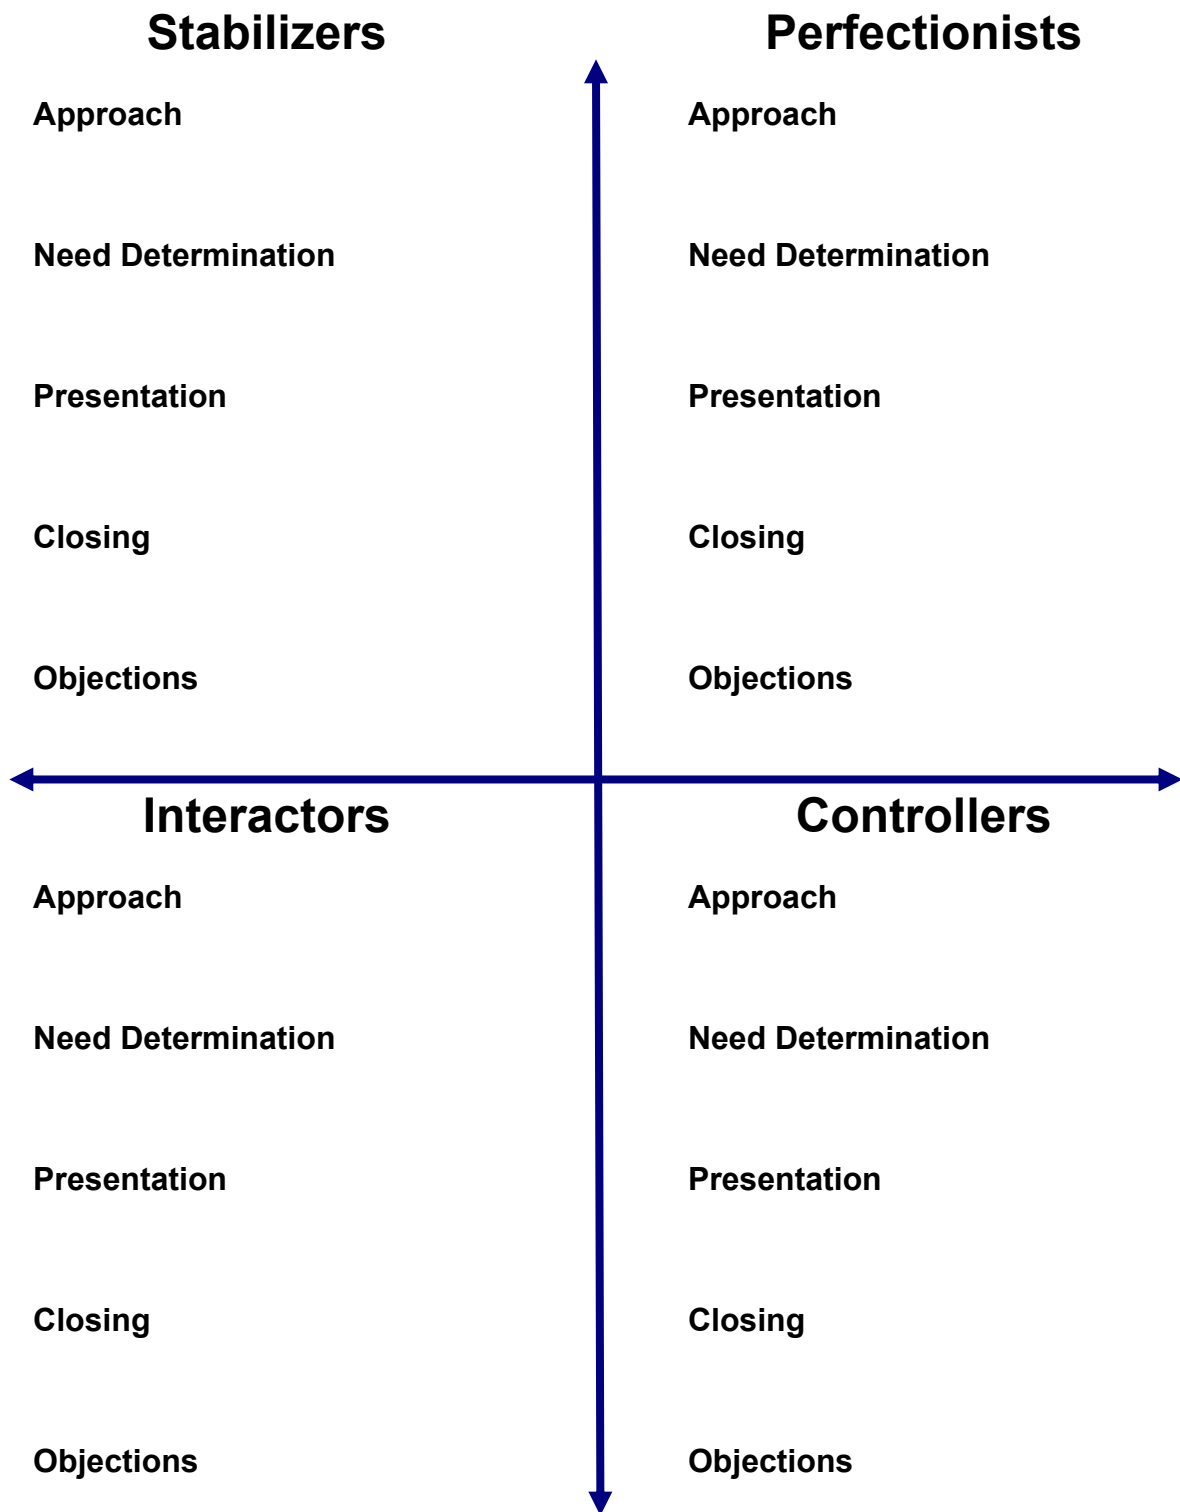 Stabilizers
Approach
Need Determination
Presentation
Closing
Objections
Perfectionists
Approach
Need Determination
Presentation
Closing
Objections
Interactors
Approach
Need Determination
Presentation
Closing
Objections
Controllers
Approach
Need Determination
Presentation
Closing
Objections